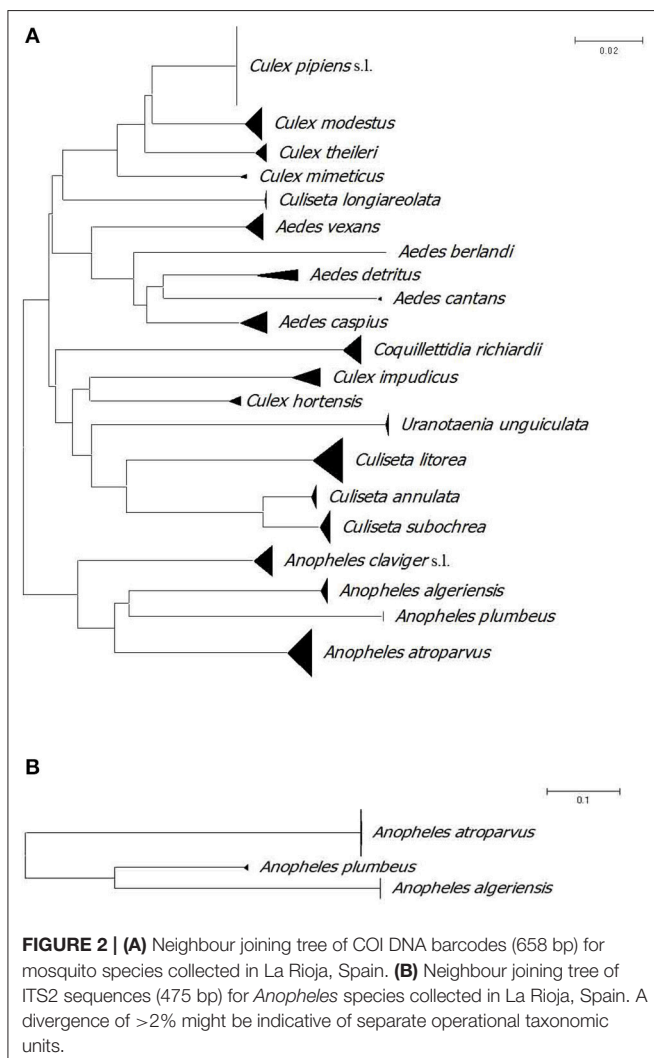 A
0.02
Culex pipiens s.l.
Culex modestus
Culex theileri
Culex mimeticus
Culiseta longiareolata
Aedes vexans
Aedes berlandi
Aedes detritus
Aedes cantans
Aedes caspius
Coquillettidia richiardii
Culex impudicus
Culex hortensis
Uranotaenia unguiculata
Culiseta litorea
Culiseta annulata
Culiseta subochrea
Anopheles claviger s.l.
Anopheles algeriensis
Anopheles plumbeus
Anopheles atroparvus
B
0.1
Anopheles atroparvus
Anopheles plumbeus
Anopheles algeriensis
FIGURE 2 | (A) Neighbour joining tree of COI DNA barcodes (658 bp) for
mosquito species collected in La Rioja, Spain. (B) Neighbour joining tree of
ITS2 sequences (475 bp) for Anopheles species collected in La Rioja, Spain. A
divergence of >2% might be indicative of separate operational taxonomic
units.